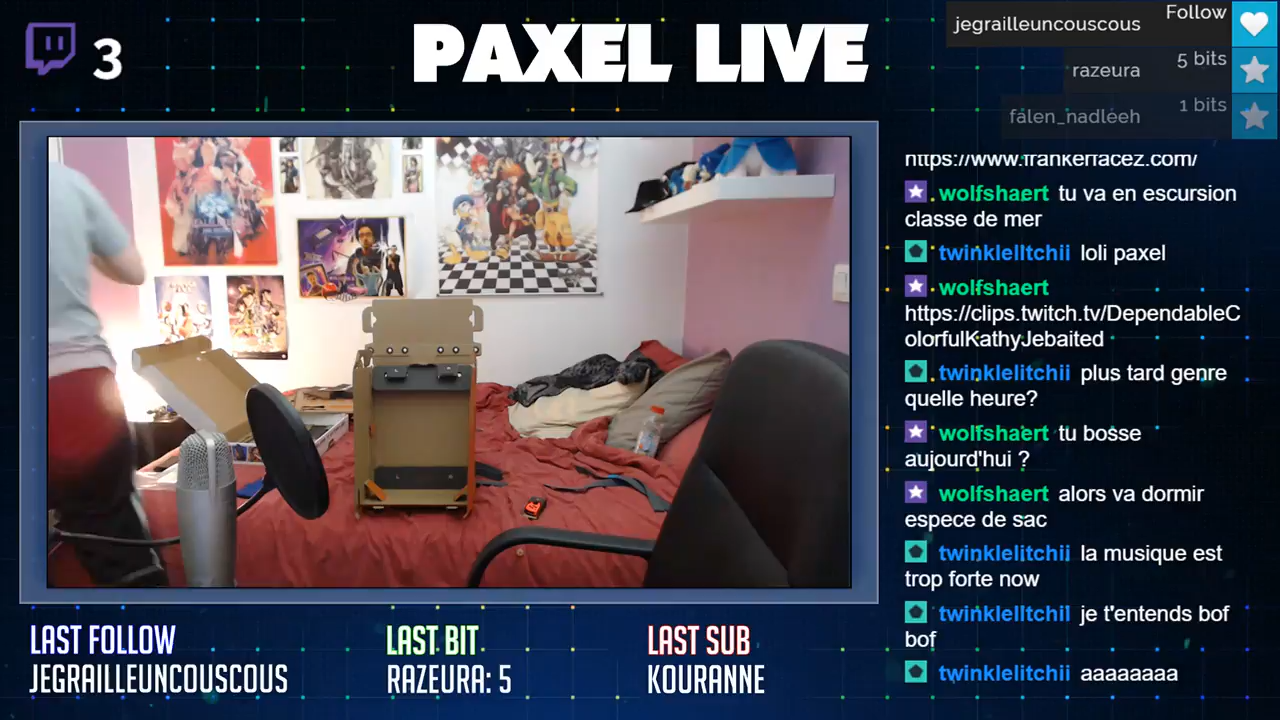 3
PAXEL LIVE
jegrailleuncouscous Follow
razeura 5 bits
falen_nadleeh 1 bits
https://www.frankerfacez.com/
wolfshaert tu va en escursion
classe de mer
twinklelitchii loli paxel
wolfshaert
https://clips.twitch.tv/DependableC
olorfulKathyJebaited
twinklelitchii plus tard genre
quelle heure?
wolfshaert tu bosse
aujourd'hui ?
wolfshaert alors va dormir
espece de sac
twinklelitchii la musique est
trop forte now
twinklelitchii je t'entends bof
bof
twinklelitchii aaaaaaaa
LAST FOLLOW
JEGRAILLEUNCOUSCOUS
LAST BIT
RAZEURA: 5
LAST SUB
KOURANNE